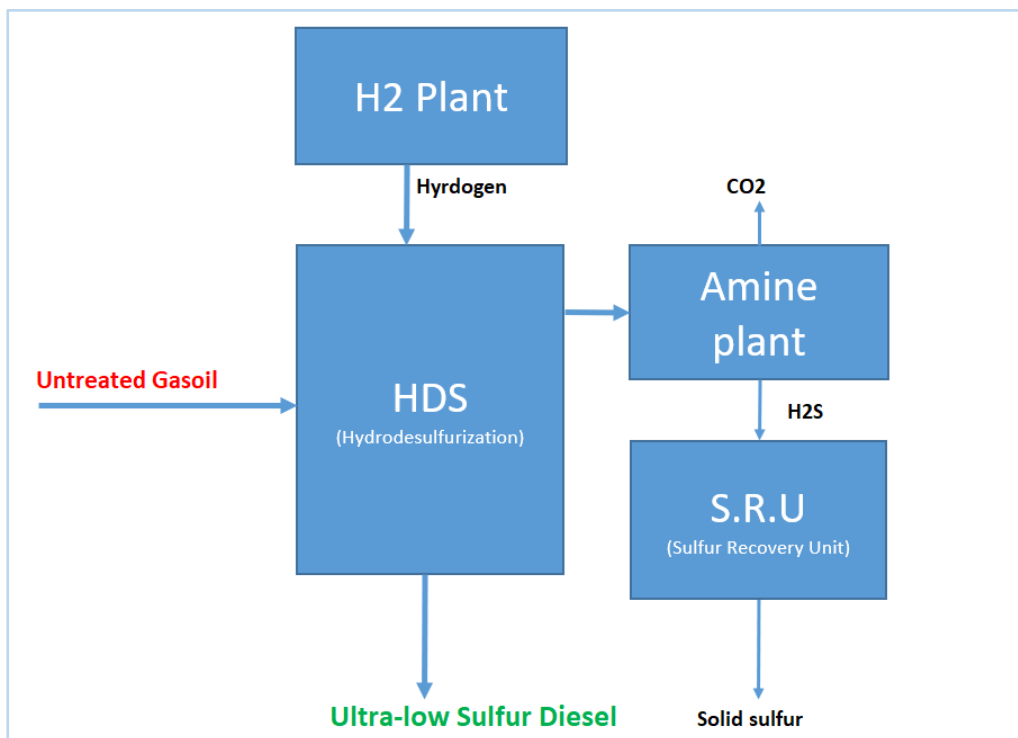 H2 Plant
Hyrdogen
CO2
Amine
plant
Untreated Gasoil
HDS
(Hydrodesulfurization)
H2S
S.R.U
(Sulfur Recovery Unit)
Ultra-low Sulfur Diesel
Solid sulfur